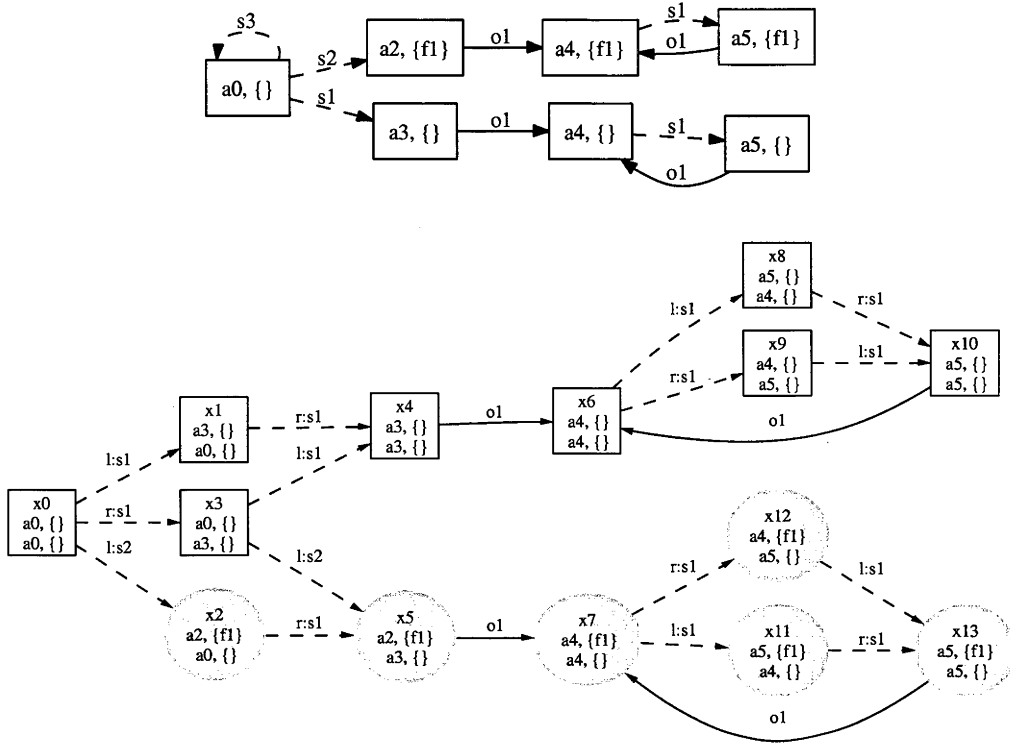 s3
s2
s1
a0, {}
a2, {f1}
o1
a4, {f1}
s1
o1
a5, {f1}
a3, {}
o1
a4, {}
s1
o1
a5, {}
x0
a0, {}
a0, {}
l:s1
r:s1
l:s2
x1
a3, {}
a0, {}
r:s1
x3
a0, {}
a3, {}
l:s1
l:s2
x2
a2, {f1}
a0, {}
r:s1
x4
a3, {}
a3, {}
o1
x5
a2, {f1}
a3, {}
o1
x6
a4, {}
a4, {}
l:s1
r:s1
x8
a5, {}
a4, {}
r:s1
x9
a4, {}
a5, {}
l:s1
x10
a5, {}
a5, {}
o1
x7
a4, {f1}
a4, {}
r:s1
l:s1
x12
a4, {f1}
a5, {}
l:s1
x11
a5, {f1}
a4, {}
r:s1
x13
a5, {f1}
a5, {}
o1